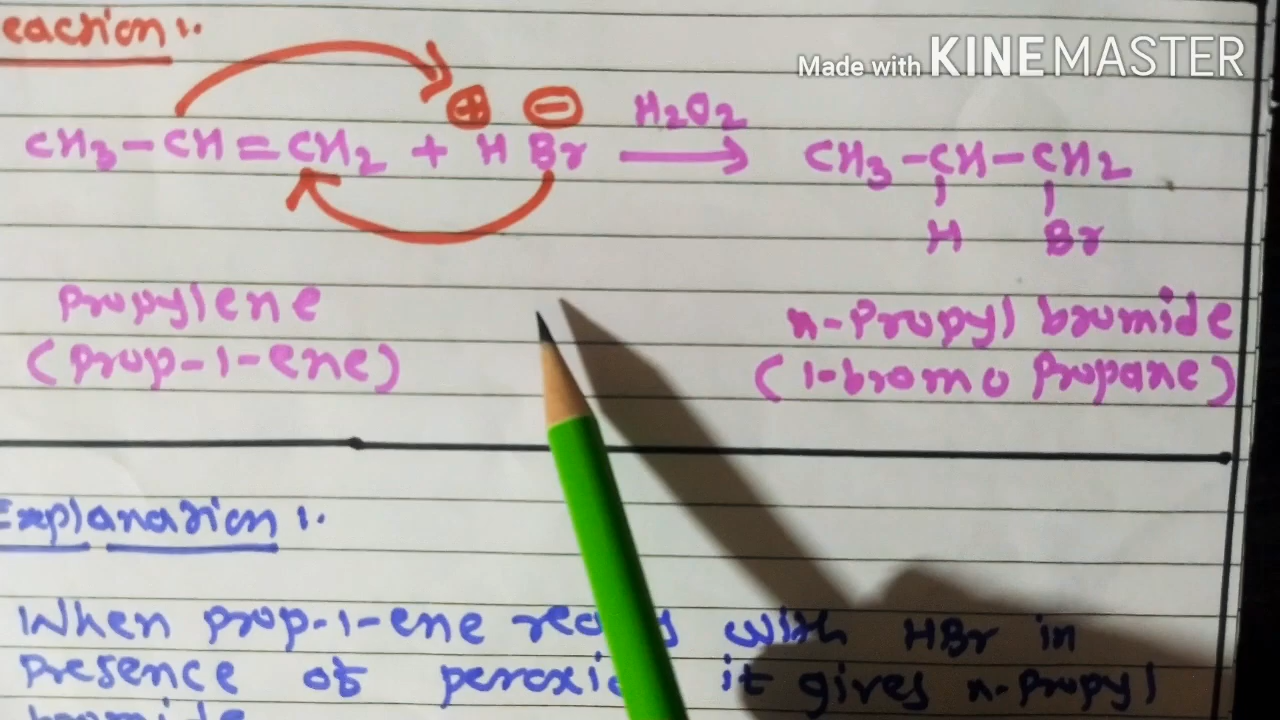 eaction:
Made with KINEMASTER
⊕ ⊖
CH3-CH=CH2 + H Br H2O2 → CH3-CH-CH2
H Br
Propylene n-Propyl bromide
(Prop-1-ene) (1-bromo Propane)
Explanation:
When prop-1-ene with HBr in
presence of it gives n-propyl
bromide